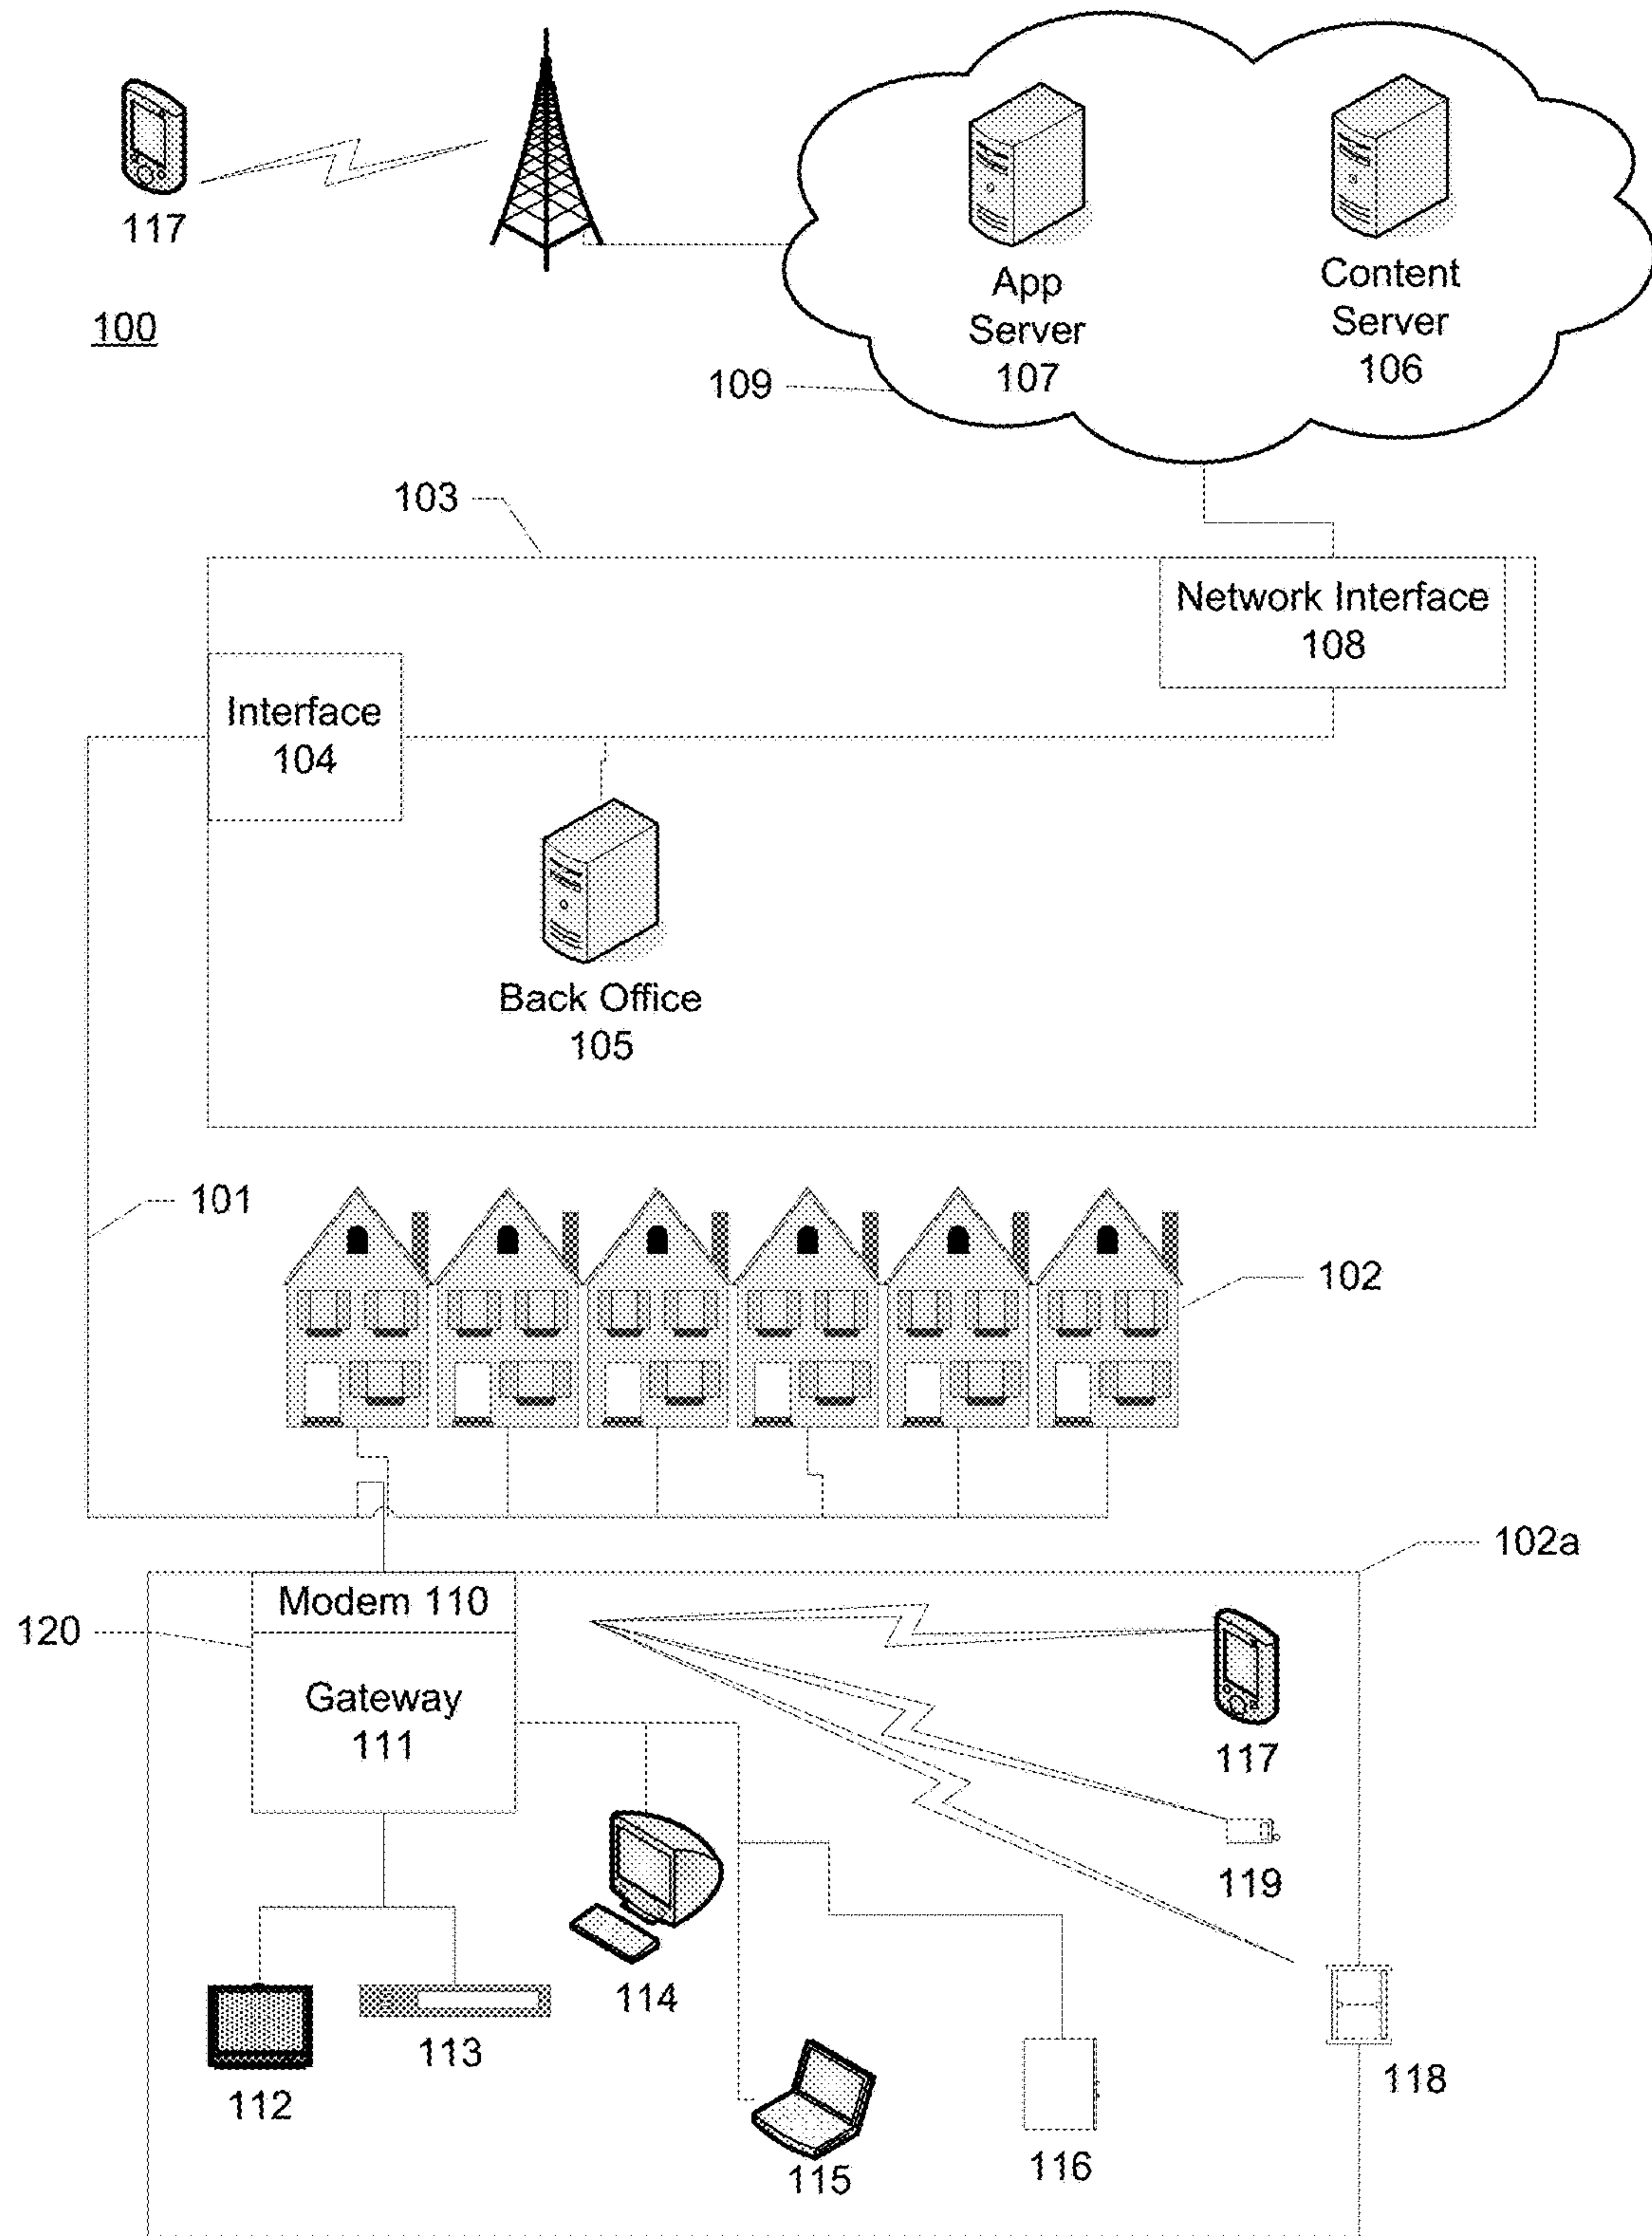 117
100
App
Server
107
Content
Server
106
109
103
Network Interface
108
Interface
104
Back Office
105
101
102
102a
Modem 110
120
Gateway
111
117
119
114
113
112
118
116
115